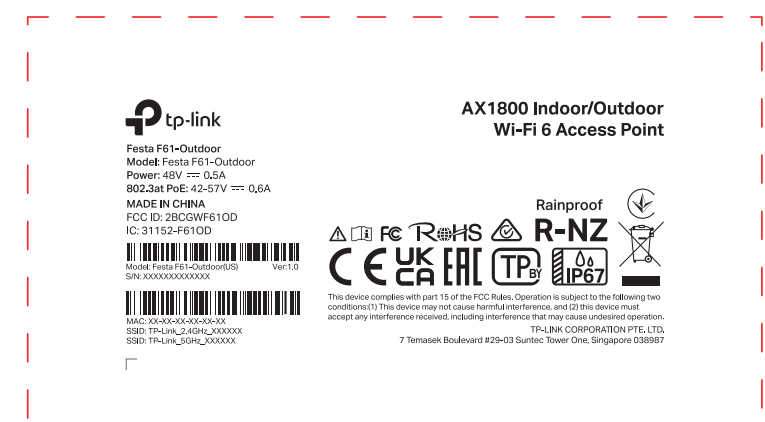 tp-link
AX1800 Indoor/Outdoor
Wi-Fi 6 Access Point
Festa F61-Outdoor
Model: Festa F61-Outdoor
Power: 48V ⎓ 0.5A
802.3at PoE: 42-57V ⎓ 0.6A
MADE IN CHINA
FCC ID: 2BCGWF61OD
IC: 31152-F61OD
Model: Festa F61-Outdoor(US) Ver:1.0
S/N: XXXXXXXXXXXXX
MAC: XX-XX-XX-XX-XX-XX
SSID: TP-Link_2.4GHz_XXXXXX
SSID: TP-Link_5GHz_XXXXXX
Rainproof
FC RoHS R-NZ
CE UK CA EAC TP BY IP67
This device complies with part 15 of the FCC Rules. Operation is subject to the following two
conditions:(1) This device may not cause harmful interference, and (2) this device must
accept any interference received, including interference that may cause undesired operation.
TP-LINK CORPORATION PTE. LTD.
7 Temasek Boulevard #29-03 Suntec Tower One, Singapore 038987